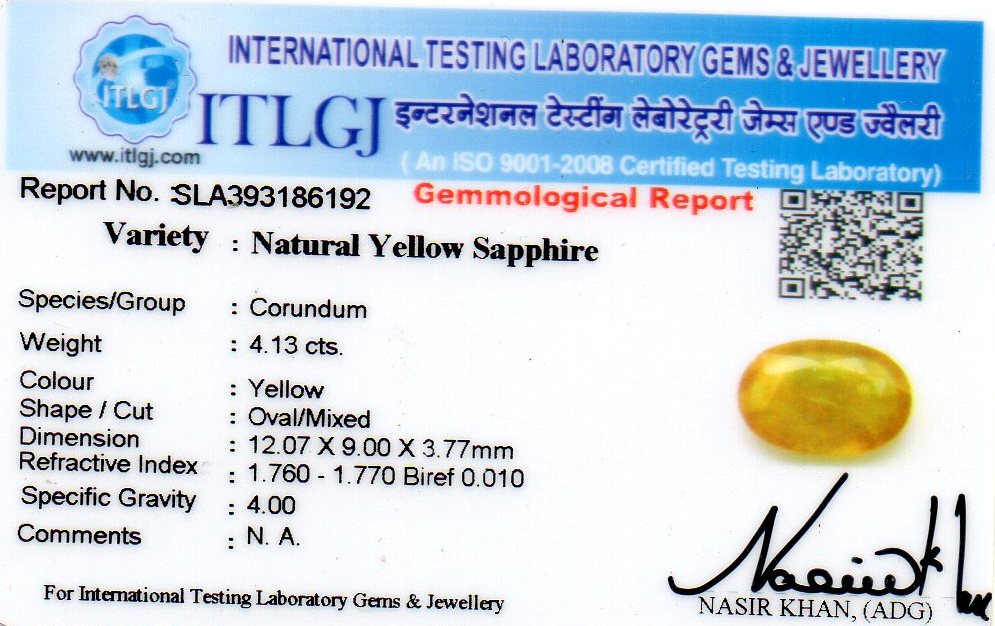 INTERNATIONAL TESTING LABORATORY GEMS & JEWELLERY
ITLGJ
ITLGJ
इन्टरनेशनल टेस्टींग लेबोरेट्ररी जेम्स एण्ड ज्वैलरी
www.itlgj.com
(An ISO 9001-2008 Certified Testing Laboratory)
Report No. :SLA393186192
Gemmological Report
Variety : Natural Yellow Sapphire
Species/Group : Corundum
Weight : 4.13 cts.
Colour : Yellow
Shape / Cut : Oval/Mixed
Dimension : 12.07 X 9.00 X 3.77mm
Refractive Index : 1.760 - 1.770 Biref 0.010
Specific Gravity : 4.00
Comments : N. A.
For International Testing Laboratory Gems & Jewellery
NASIR KHAN, (ADG)